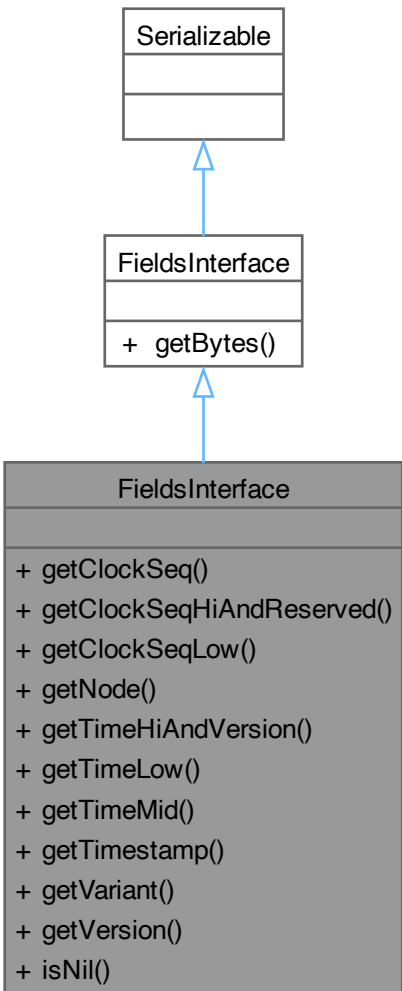 Serializable
FieldsInterface
+ getBytes()
FieldsInterface
+ getClockSeq()
+ getClockSeqHiAndReserved()
+ getClockSeqLow()
+ getNode()
+ getTimeHiAndVersion()
+ getTimeLow()
+ getTimeMid()
+ getTimestamp()
+ getVariant()
+ getVersion()
+ isNil()